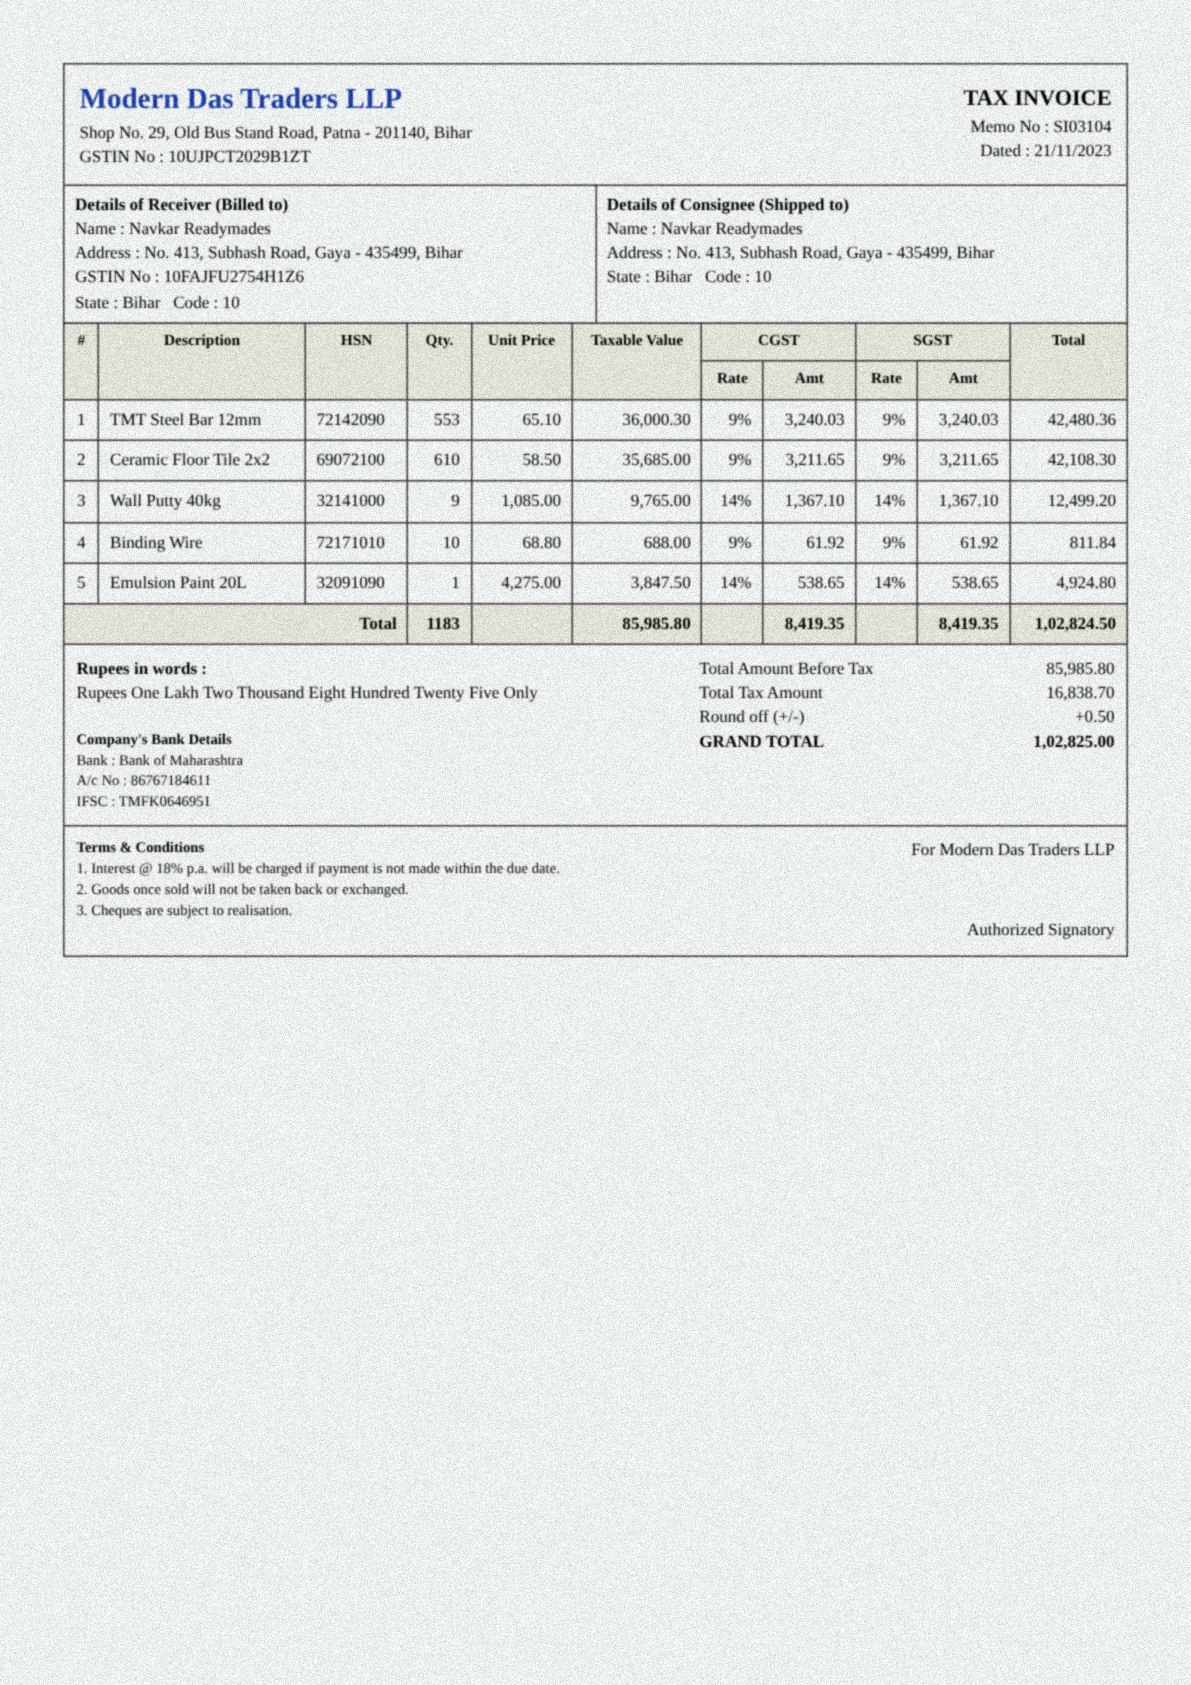 Modern Das Traders LLP
Shop No. 29, Old Bus Stand Road, Patna - 201140, Bihar
GSTIN No : 10UJPCT2029B1ZT
TAX INVOICE
Memo No : SI03104
Dated : 21/11/2023
Details of Receiver (Billed to)
Name : Navkar Readymades
Address : No. 413, Subhash Road, Gaya - 435499, Bihar
GSTIN No : 10FAJFU2754H1Z6
State : Bihar Code : 10
Details of Consignee (Shipped to)
Name : Navkar Readymades
Address : No. 413, Subhash Road, Gaya - 435499, Bihar
State : Bihar Code : 10
# Description HSN Qty. Unit Price Taxable Value CGST SGST Total
Rate Amt Rate Amt
1 TMT Steel Bar 12mm 72142090 553 65.10 36,000.30 9% 3,240.03 9% 3,240.03 42,480.36
2 Ceramic Floor Tile 2x2 69072100 610 58.50 35,685.00 9% 3,211.65 9% 3,211.65 42,108.30
3 Wall Putty 40kg 32141000 9 1,085.00 9,765.00 14% 1,367.10 14% 1,367.10 12,499.20
4 Binding Wire 72171010 10 68.80 688.00 9% 61.92 9% 61.92 811.84
5 Emulsion Paint 20L 32091090 1 4,275.00 3,847.50 14% 538.65 14% 538.65 4,924.80
Total 1183 85,985.80 8,419.35 8,419.35 1,02,824.50
Rupees in words :
Rupees One Lakh Two Thousand Eight Hundred Twenty Five Only
Company's Bank Details
Bank : Bank of Maharashtra
A/c No : 86767184611
IFSC : TMFK0646951
Total Amount Before Tax 85,985.80
Total Tax Amount 16,838.70
Round off (+/-) +0.50
GRAND TOTAL 1,02,825.00
Terms & Conditions
1. Interest @ 18% p.a. will be charged if payment is not made within the due date.
2. Goods once sold will not be taken back or exchanged.
3. Cheques are subject to realisation.
For Modern Das Traders LLP
Authorized Signatory